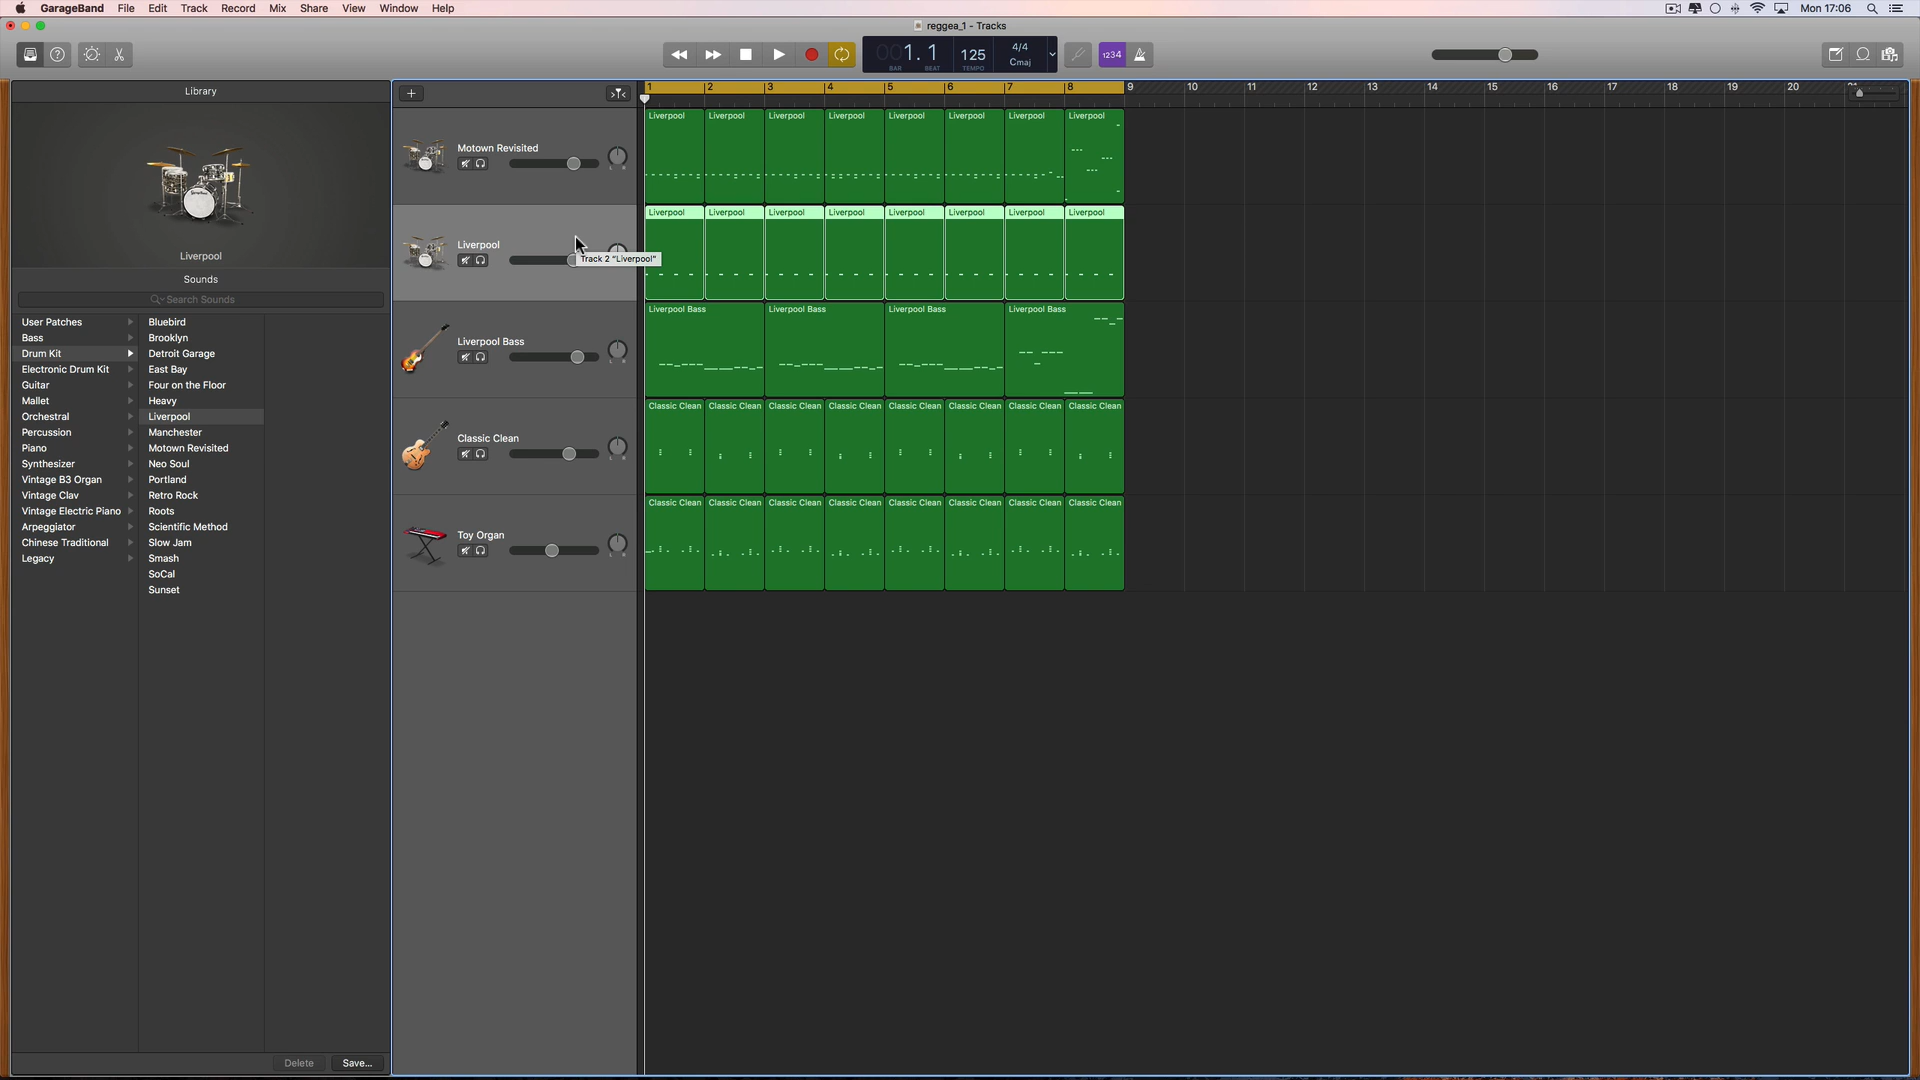 GarageBand File Edit Track Record Mix Share View Window Help Mon 17:06
reggea_1 - Tracks
001.1 125 4/4
BAR BEAT TEMPO Cmaj
1234
Library
Liverpool
Sounds
Search Sounds
User Patches
Bass
Drum Kit
Electronic Drum Kit
Guitar
Mallet
Orchestral
Percussion
Piano
Synthesizer
Vintage B3 Organ
Vintage Clav
Vintage Electric Piano
Arpeggiator
Chinese Traditional
Legacy
Bluebird
Brooklyn
Detroit Garage
East Bay
Four on the Floor
Heavy
Liverpool
Manchester
Motown Revisited
Neo Soul
Portland
Retro Rock
Roots
Scientific Method
Slow Jam
Smash
SoCal
Sunset
Delete Save...
1 2 3 4 5 6 7 8 9 10 11 12 13 14 15 16 17 18 19 20
Motown Revisited
Liverpool Liverpool Liverpool Liverpool Liverpool Liverpool Liverpool Liverpool
Liverpool
Track 2 "Liverpool"
Liverpool Liverpool Liverpool Liverpool Liverpool Liverpool Liverpool Liverpool
Liverpool Bass
Liverpool Bass Liverpool Bass Liverpool Bass Liverpool Bass
Classic Clean
Classic Clean Classic Clean Classic Clean Classic Clean Classic Clean Classic Clean Classic Clean Classic Clean
Toy Organ
Classic Clean Classic Clean Classic Clean Classic Clean Classic Clean Classic Clean Classic Clean Classic Clean